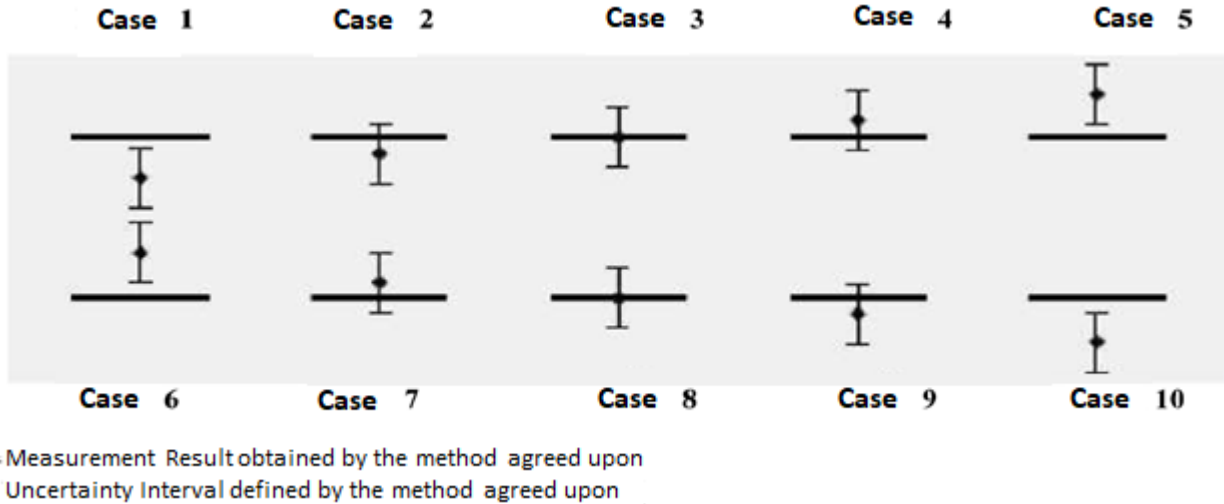 Case 1 Case 2 Case 3 Case 4 Case 5
Case 6 Case 7 Case 8 Case 9 Case 10
Measurement Result obtained by the method agreed upon
Uncertainty Interval defined by the method agreed upon